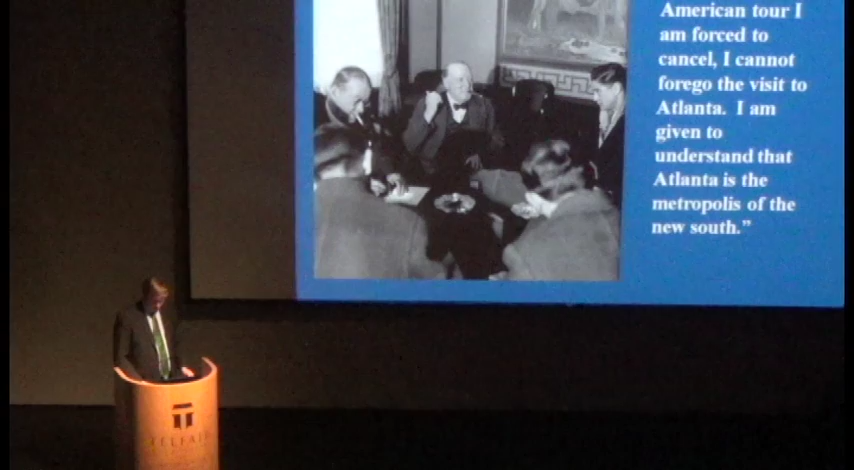 American tour I
am forced to
cancel, I cannot
forego the visit to
Atlanta.  I am
given to
understand that
Atlanta is the
metropolis of the
new south.”
TELFAIR